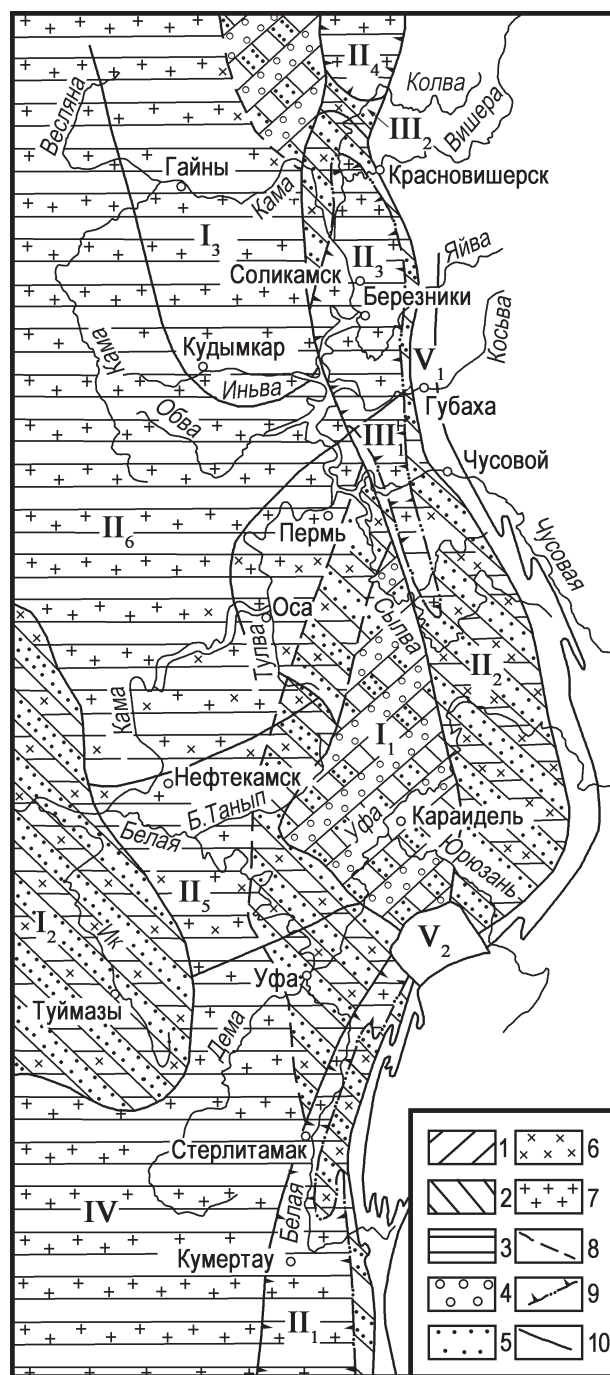 II4
Колва
III2
Вишера
Весляна
Гайны
Кама
Красновишерск
I3
II3
Яйва
Соликамск
Березники
Косьва
Кама
Кудымкар
V1
Иньва
Губаха
Обва
III1
Чусовой
II6
Пермь
Чусовая
Оса
Сылва
Тулва
II2
Кама
I1
Нефтекамск
Б.Танып
Уфа
Караидель
Белая
Юрюзань
II5
I2
Ик
V2
Уфа
Туймазы
Дема
Стерлитамак
IV
Белая
Кумертау
II1
1 6
2 7
3 8
4 9
5 10